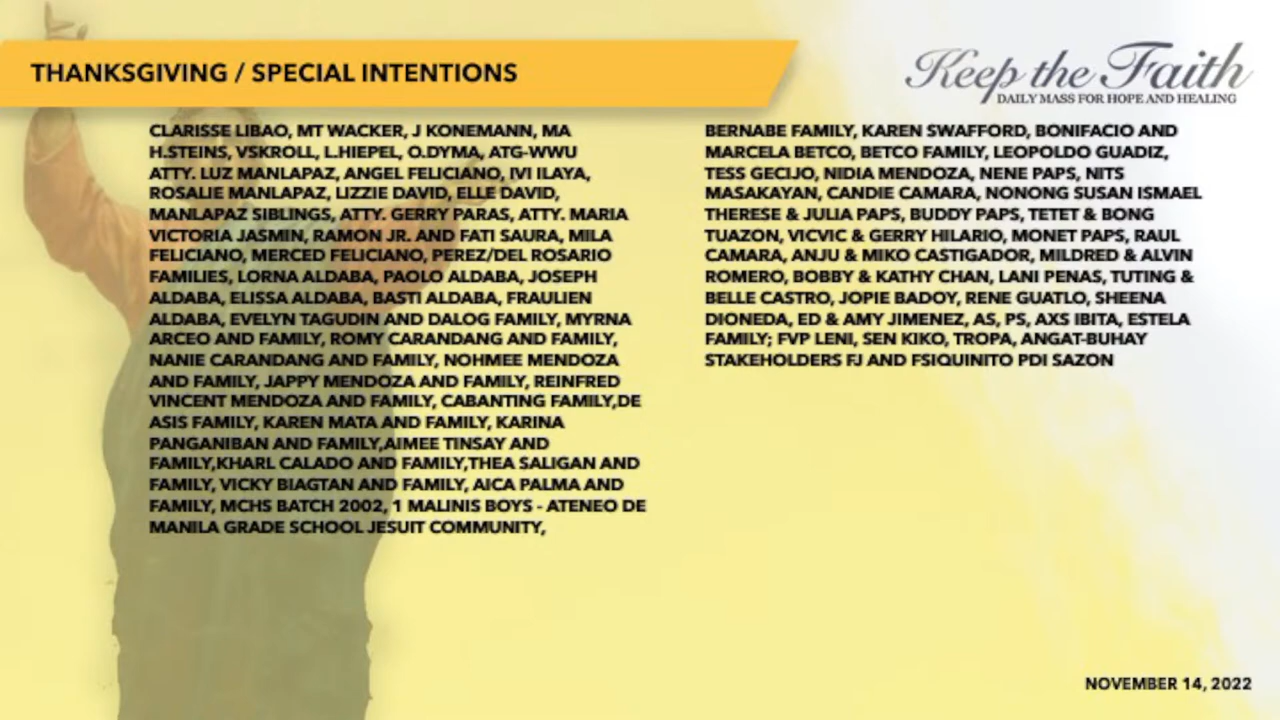 THANKSGIVING / SPECIAL INTENTIONS
Keep the Faith
DAILY MASS FOR HOPE AND HEALING
CLARISSE LIBAO, MT WACKER, J KONEMANN, MA
H.STEINS, VSKROLL, L.HIEPEL, O.DYMA, ATG-WWU
ATTY. LUZ MANLAPAZ, ANGEL FELICIANO, IVI ILAYA,
ROSALIE MANLAPAZ, LIZZIE DAVID, ELLE DAVID,
MANLAPAZ SIBLINGS, ATTY. GERRY PARAS, ATTY. MARIA
VICTORIA JASMIN, RAMON JR. AND FATI SAURA, MILA
FELICIANO, MERCED FELICIANO, PEREZ/DEL ROSARIO
FAMILIES, LORNA ALDABA, PAOLO ALDABA, JOSEPH
ALDABA, ELISSA ALDABA, BASTI ALDABA, FRAULIEN
ALDABA, EVELYN TAGUDIN AND DALOG FAMILY, MYRNA
ARCEO AND FAMILY, ROMY CARANDANG AND FAMILY,
NANIE CARANDANG AND FAMILY, NOHMEE MENDOZA
AND FAMILY, JAPPY MENDOZA AND FAMILY, REINFRED
VINCENT MENDOZA AND FAMILY, CABANTING FAMILY,DE
ASIS FAMILY, KAREN MATA AND FAMILY, KARINA
PANGANIBAN AND FAMILY,AIMEE TINSAY AND
FAMILY,KHARL CALADO AND FAMILY,THEA SALIGAN AND
FAMILY, VICKY BIAGTAN AND FAMILY, AICA PALMA AND
FAMILY, MCHS BATCH 2002, 1 MALINIS BOYS - ATENEO DE
MANILA GRADE SCHOOL JESUIT COMMUNITY,
BERNABE FAMILY, KAREN SWAFFORD, BONIFACIO AND
MARCELA BETCO, BETCO FAMILY, LEOPOLDO GUADIZ,
TESS GECIJO, NIDIA MENDOZA, NENE PAPS, NITS
MASAKAYAN, CANDIE CAMARA, NONONG SUSAN ISMAEL
THERESE & JULIA PAPS, BUDDY PAPS, TETET & BONG
TUAZON, VICVIC & GERRY HILARIO, MONET PAPS, RAUL
CAMARA, ANJU & MIKO CASTIGADOR, MILDRED & ALVIN
ROMERO, BOBBY & KATHY CHAN, LANI PENAS, TUTING &
BELLE CASTRO, JOPIE BADOY, RENE GUATLO, SHEENA
DIONEDA, ED & AMY JIMENEZ, AS, PS, AXS IBITA, ESTELA
FAMILY; FVP LENI, SEN KIKO, TROPA, ANGAT-BUHAY
STAKEHOLDERS FJ AND FSIQUINITO PDI SAZON
NOVEMBER 14, 2022